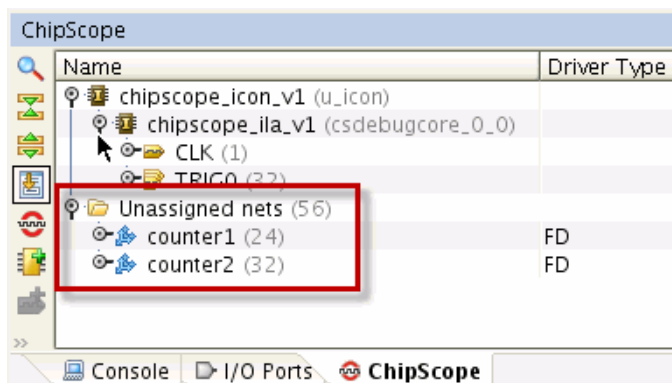 ChipScope
Name Driver Type
chipscope_icon_v1 (u_icon)
chipscope_ila_v1 (csdebugcore_0_0)
CLK (1)
TRIG0 (32)
Unassigned nets (56)
counter1 (24) FD
counter2 (32) FD
Console I/O Ports ChipScope